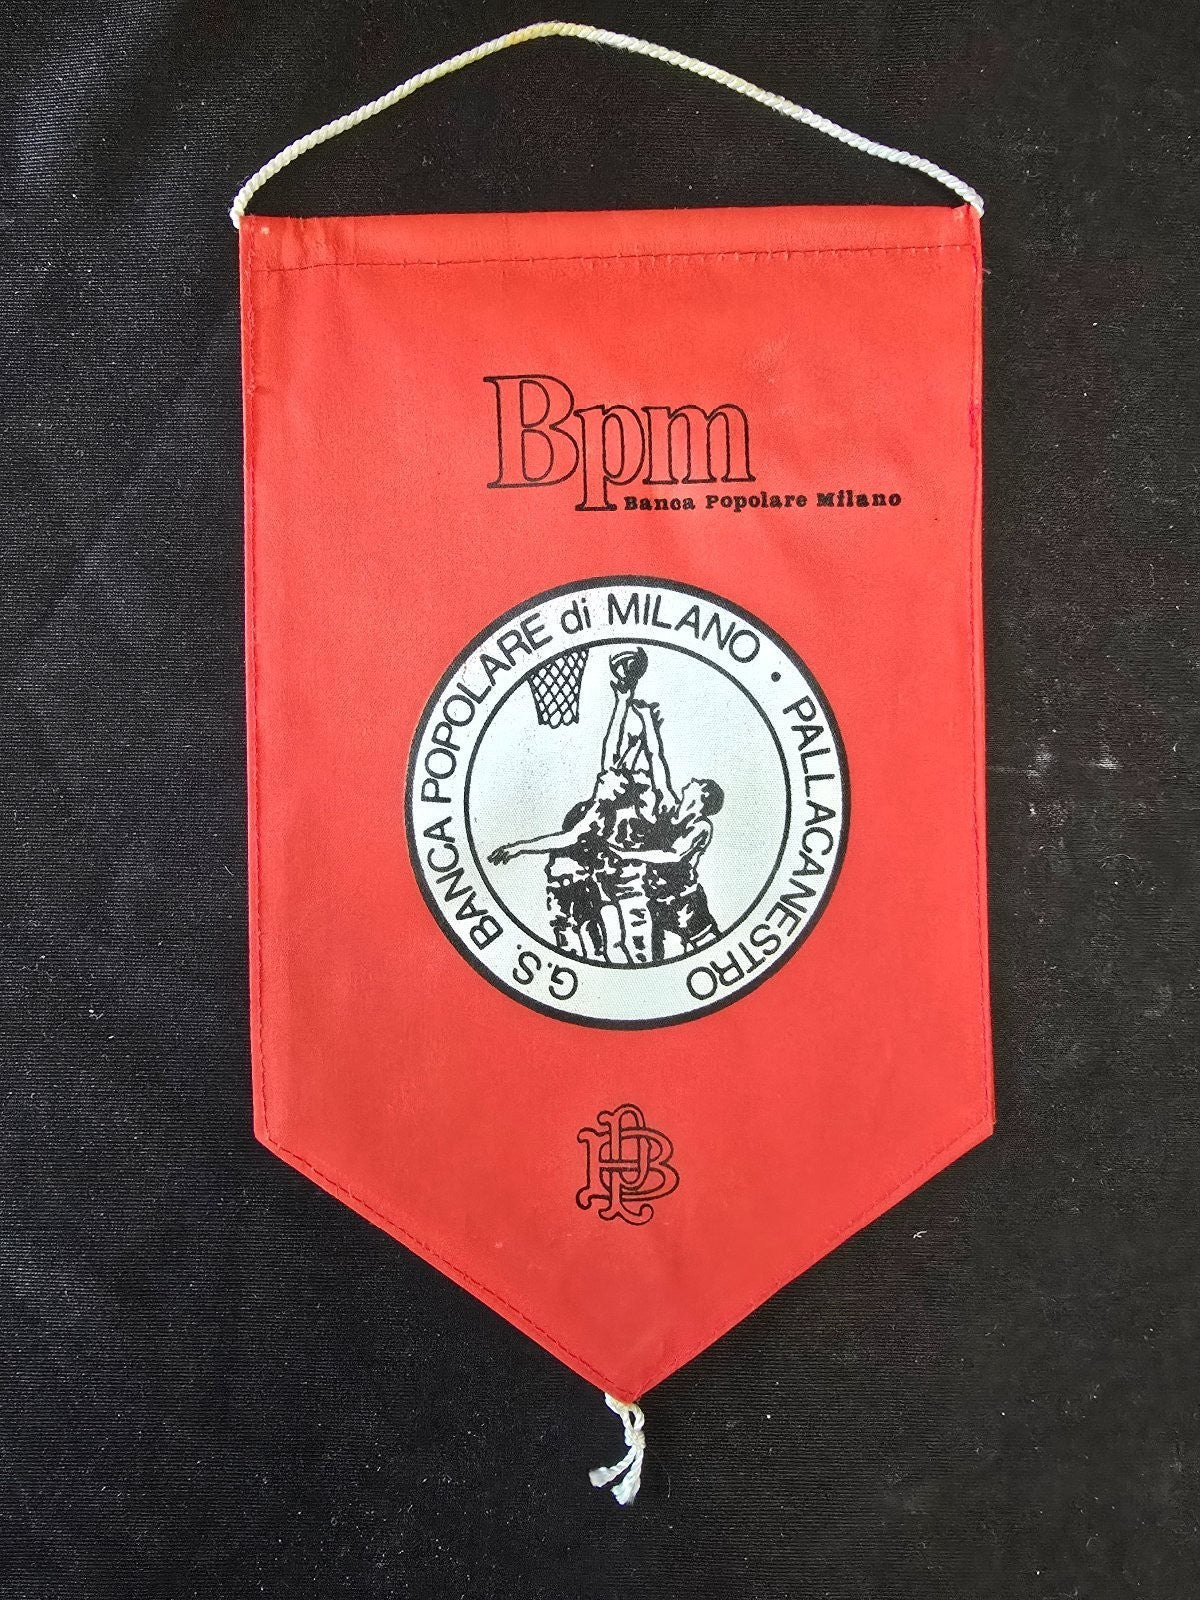 Bpm
Banca Popolare Milano
G.S. BANCA POPOLARE di MILANO • PALLACANESTRO